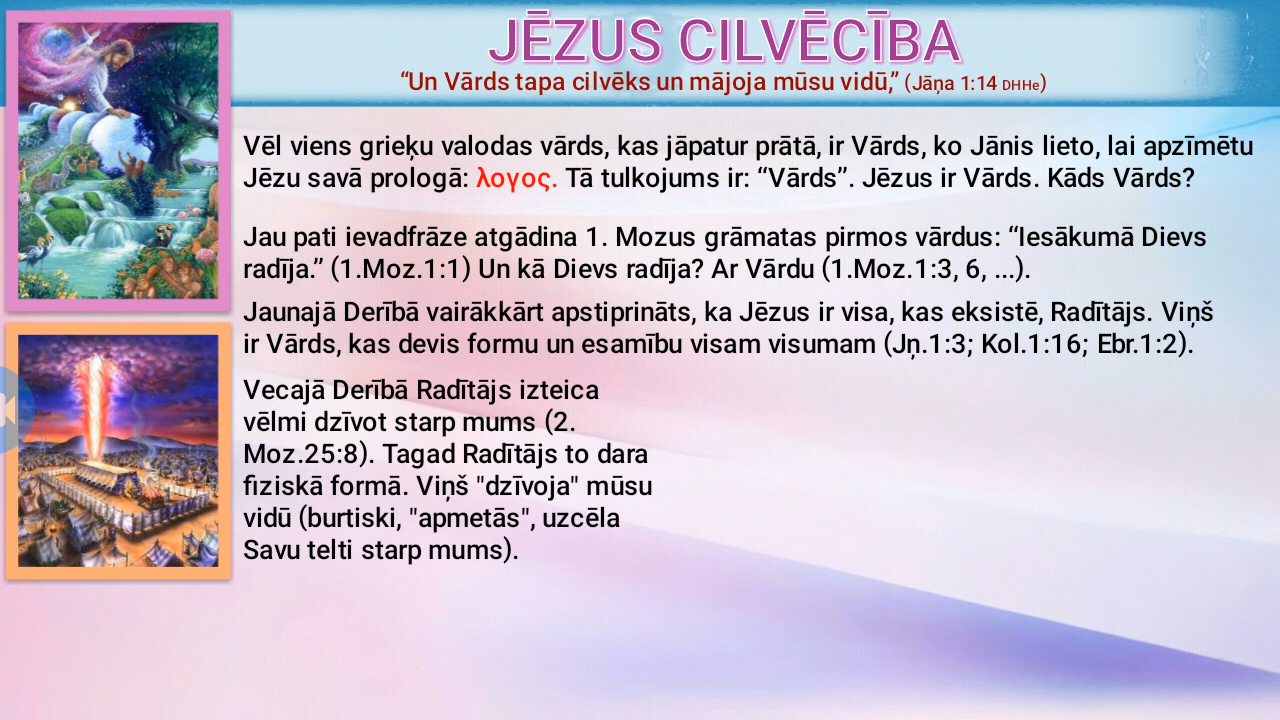 JĒZUS CILVĒCĪBA
“Un Vārds tapa cilvēks un mājoja mūsu vidū,” (Jāņa 1:14 DHHe)
Vēl viens grieķu valodas vārds, kas jāpatur prātā, ir Vārds, ko Jānis lieto, lai apzīmētu
Jēzu savā prologā: λογος. Tā tulkojums ir: “Vārds”. Jēzus ir Vārds. Kāds Vārds?
Jau pati ievadfrāze atgādina 1. Mozus grāmatas pirmos vārdus: “Iesākumā Dievs
radīja.” (1.Moz.1:1) Un kā Dievs radīja? Ar Vārdu (1.Moz.1:3, 6, ...).
Jaunajā Derībā vairākkārt apstiprināts, ka Jēzus ir visa, kas eksistē, Radītājs. Viņš
ir Vārds, kas devis formu un esamību visam visumam (Jņ.1:3; Kol.1:16; Ebr.1:2).
Vecajā Derībā Radītājs izteica
vēlmi dzīvot starp mums (2.
Moz.25:8). Tagad Radītājs to dara
fiziskā formā. Viņš "dzīvoja" mūsu
vidū (burtiski, "apmetās", uzcēla
Savu telti starp mums).